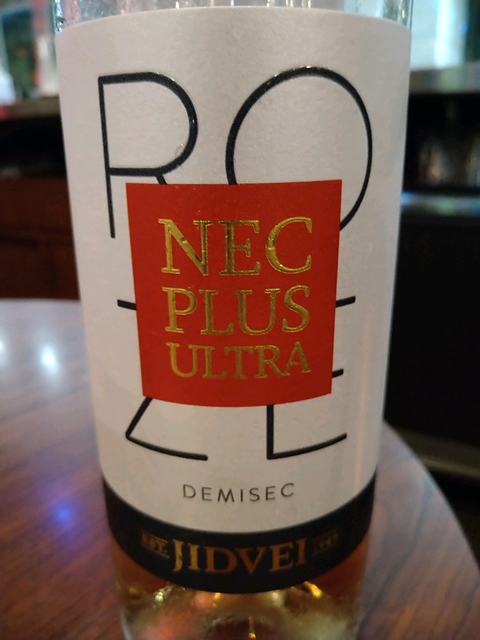 RO
NEC
PLUS
ULTRA
ZE
DEMISEC
JIDVEI